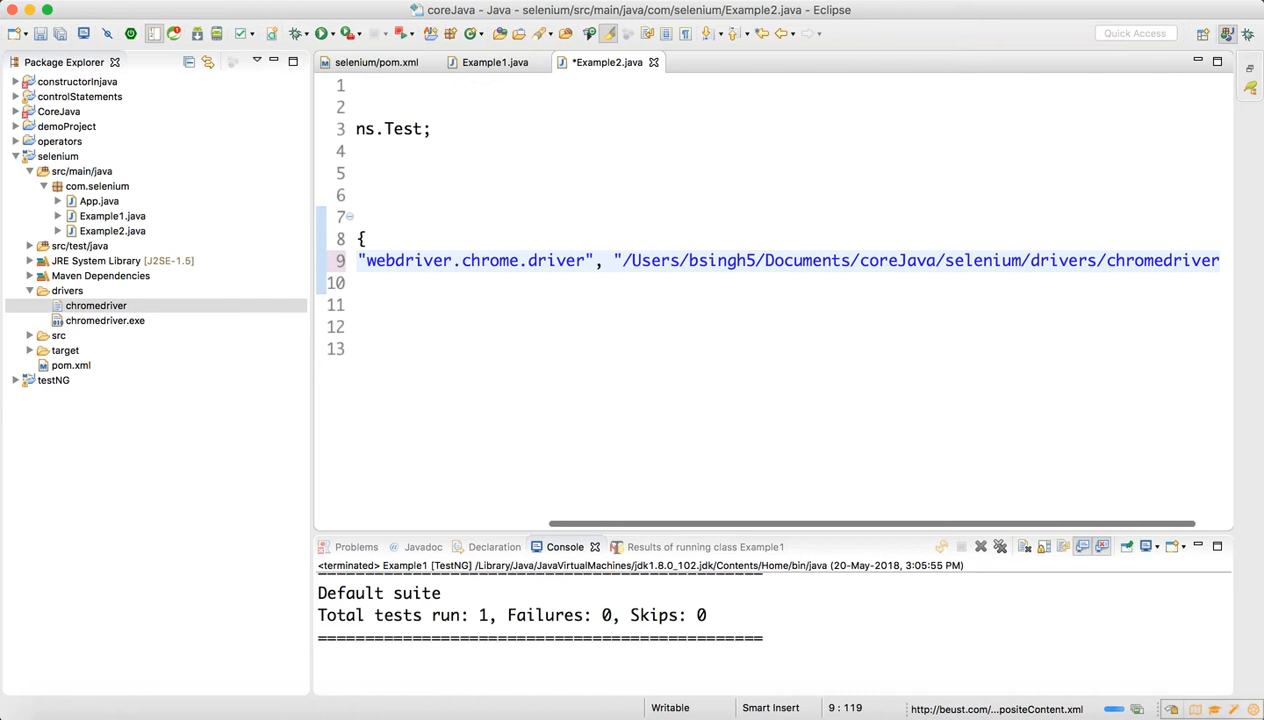 coreJava - Java - selenium/src/main/java/com/selenium/Example2.java - Eclipse
Quick Access
Package Explorer
selenium/pom.xml
Example1.java
*Example2.java
constructorInjava
controlStatements
CoreJava
demoProject
operators
selenium
src/main/java
com.selenium
App.java
Example1.java
Example2.java
src/test/java
JRE System Library [J2SE-1.5]
Maven Dependencies
drivers
chromedriver
chromedriver.exe
src
target
pom.xml
testNG
1
2
3 ns.Test;
4
5
6
7
8 {
9 "webdriver.chrome.driver", "/Users/bsingh5/Documents/coreJava/selenium/drivers/chromedriver
10
11
12
13
Problems
@ Javadoc
Declaration
Console
Results of running class Example1
<terminated> Example1 [TestNG] /Library/Java/JavaVirtualMachines/jdk1.8.0_102.jdk/Contents/Home/bin/java (20-May-2018, 3:05:55 PM)
===============================================
Default suite
Total tests run: 1, Failures: 0, Skips: 0
===============================================
Writable
Smart Insert
9 : 119
http://beust.com/...positeContent.xml